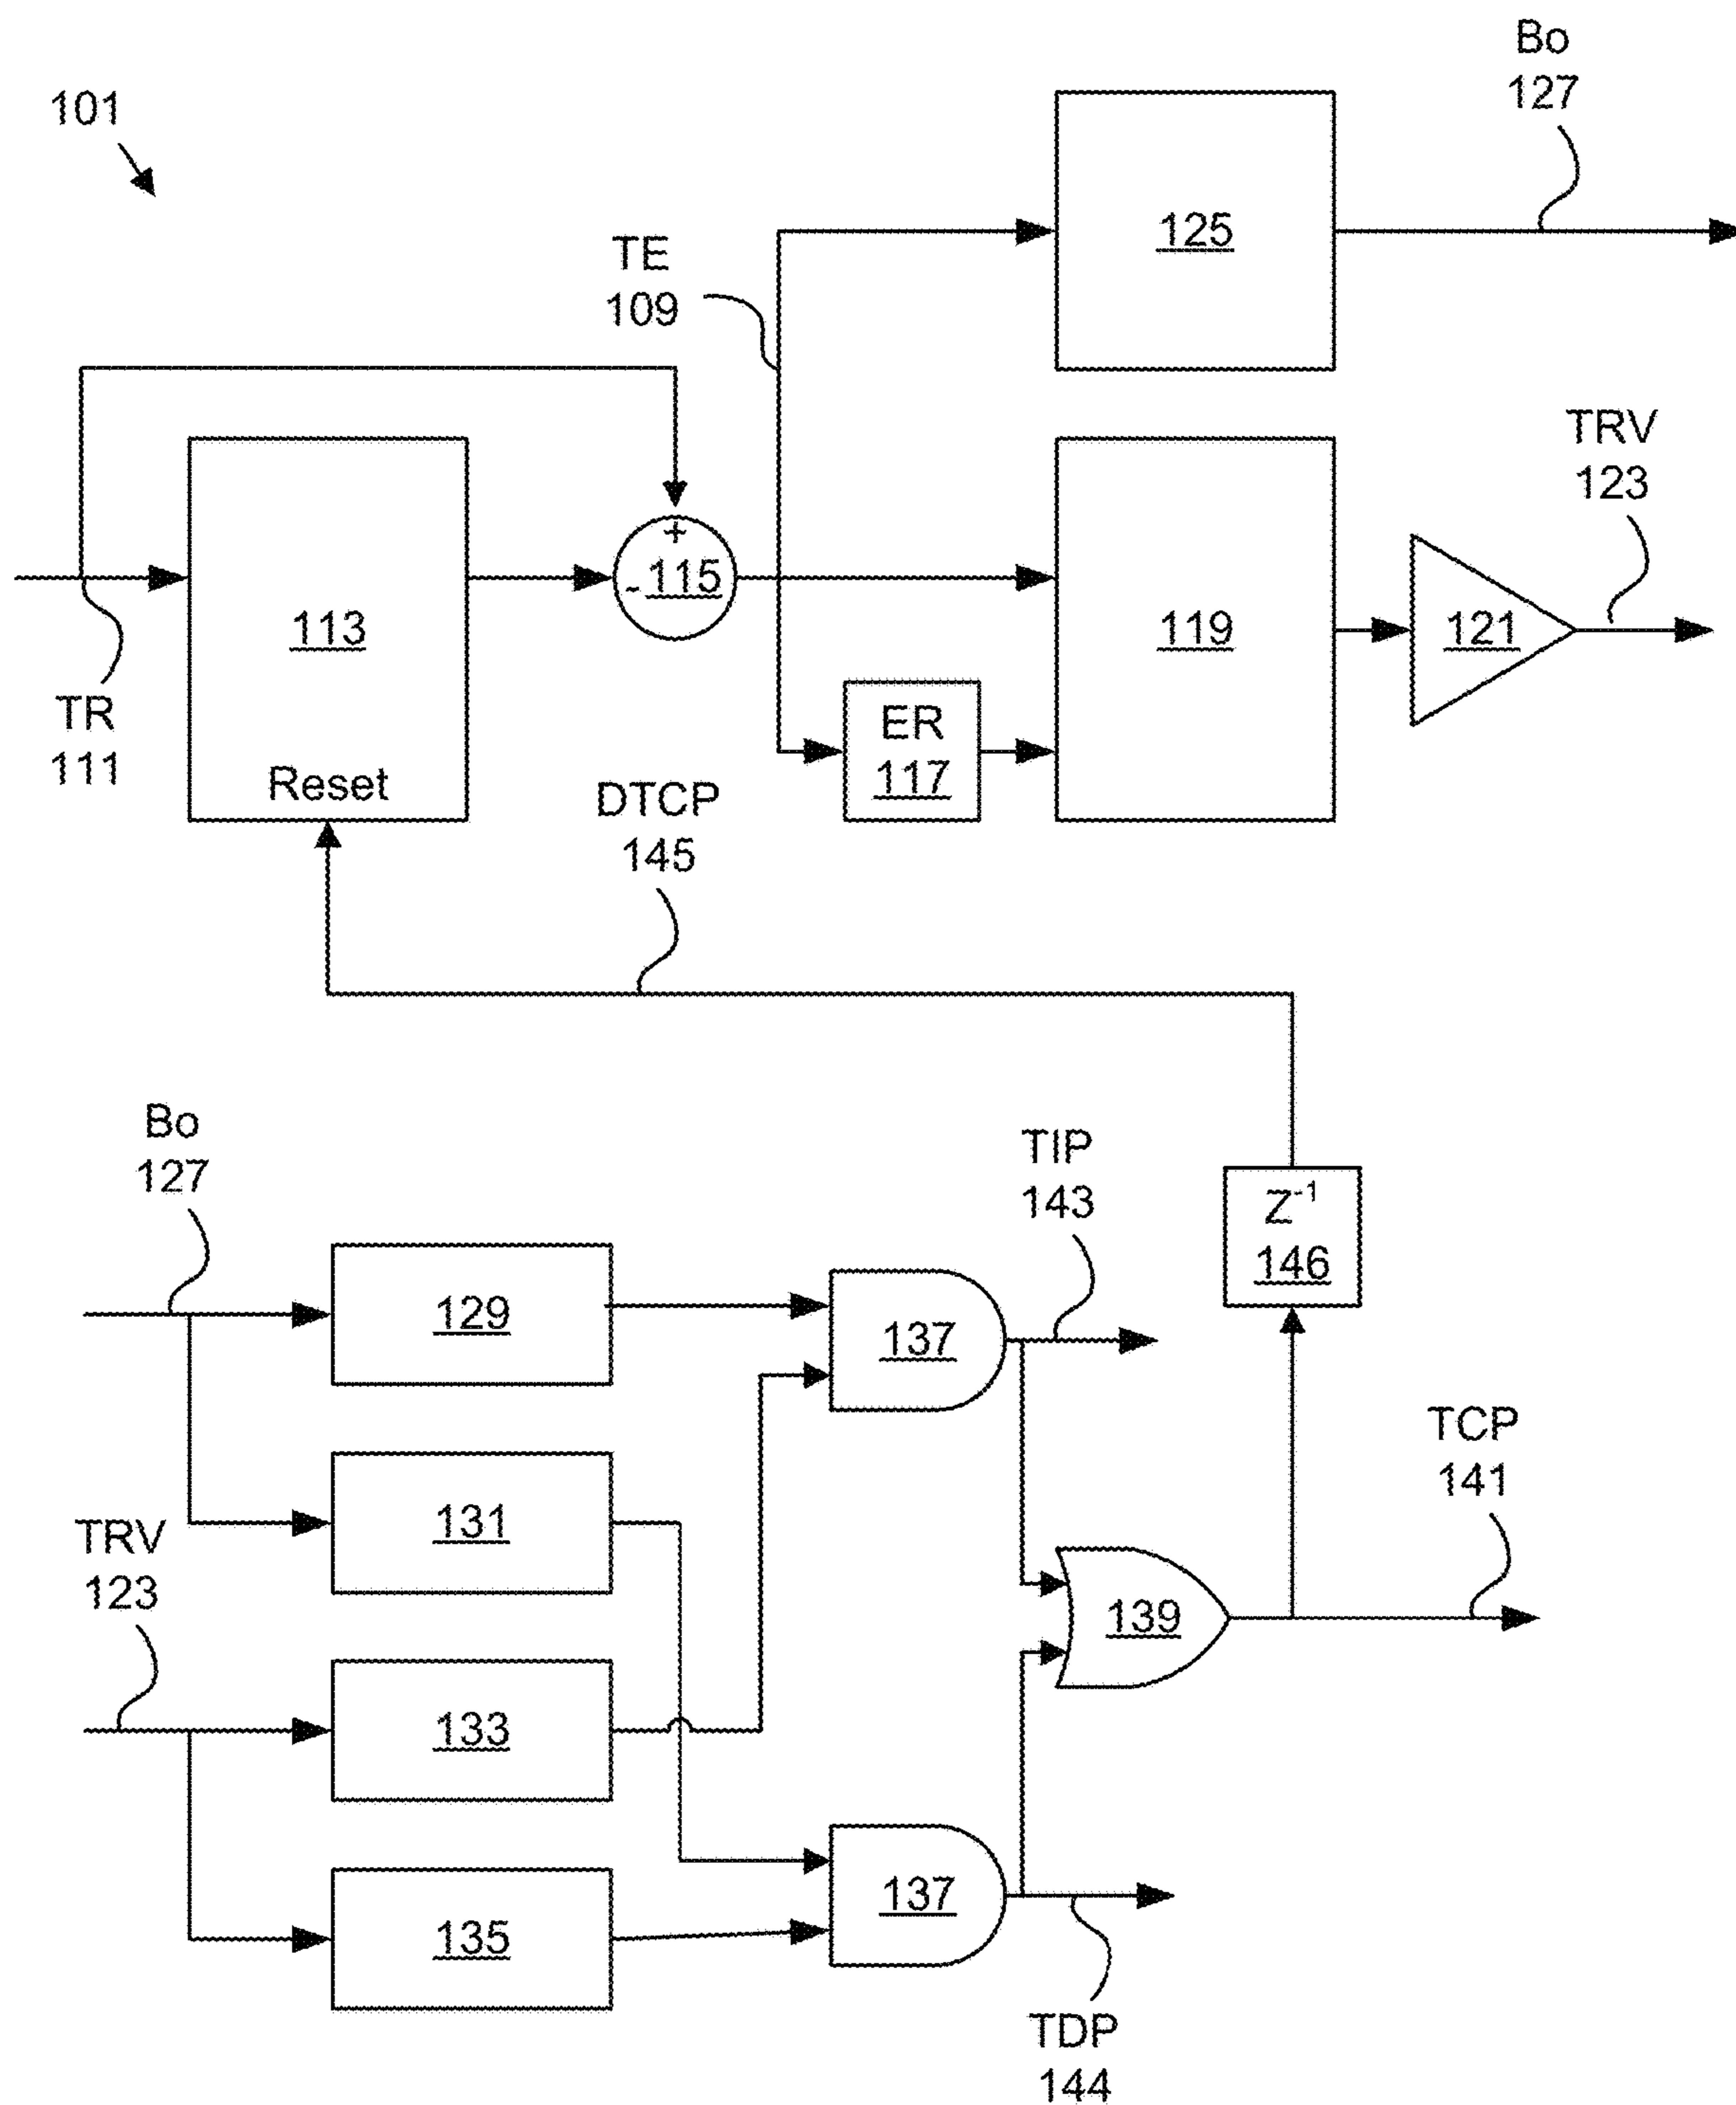 Bo
127
101
125
TE
109
TRV
123
+
- 115
113
119
121
TR
111
ER
117
Reset
DTCP
145
Bo
127
TIP
143
Z⁻¹
146
129
137
TCP
141
131
TRV
123
139
133
137
135
TDP
144